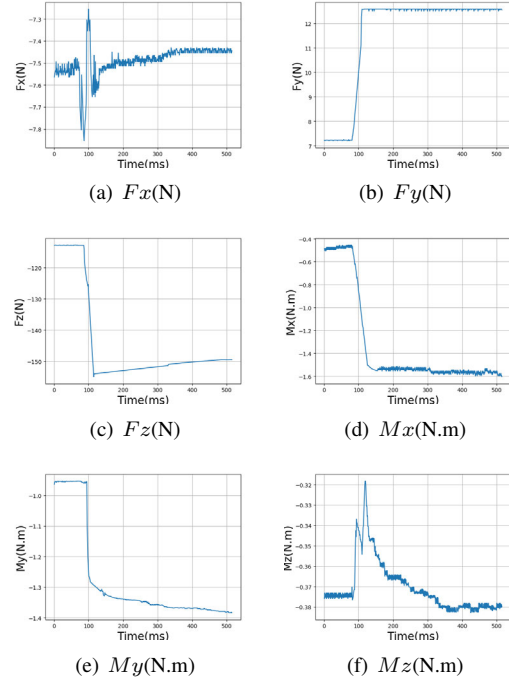 −7.3
−7.4
−7.5
−7.6
−7.7
−7.8
Fx(N)
0 100 200 300 400 500
Time(ms)
(a) Fx(N)
12
11
10
9
8
7
Fy(N)
0 100 200 300 400 500
Time(ms)
(b) Fy(N)
−120
−130
−140
−150
Fz(N)
0 100 200 300 400 500
Time(ms)
(c) Fz(N)
−0.4
−0.6
−0.8
−1.0
−1.2
−1.4
−1.6
Mx(N.m)
0 100 200 300 400 500
Time(ms)
(d) Mx(N.m)
−1.0
−1.1
−1.2
−1.3
−1.4
My(N.m)
0 100 200 300 400 500
Time(ms)
(e) My(N.m)
−0.32
−0.33
−0.35
−0.36
−0.37
−0.38
Mz(N.m)
0 100 200 300 400 500
Time(ms)
(f) Mz(N.m)